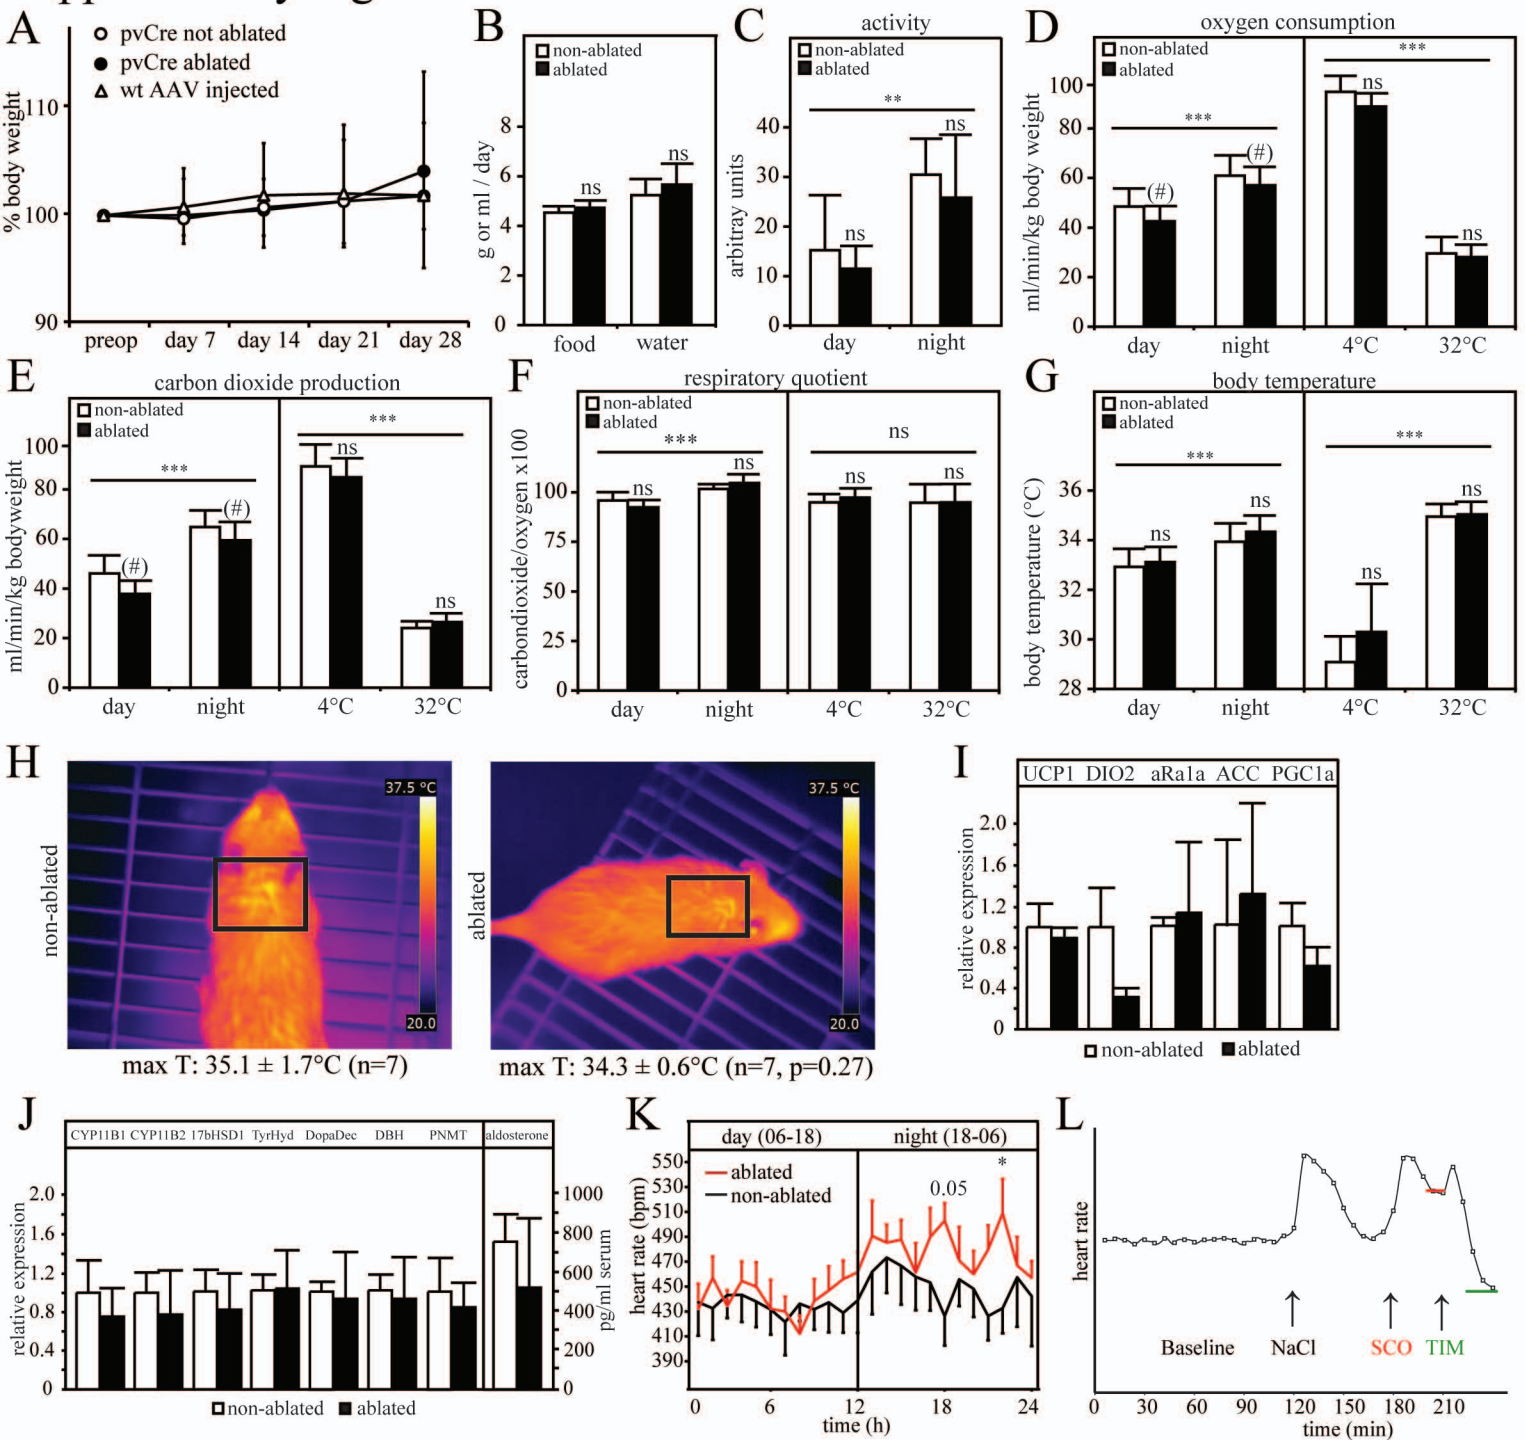 A
pvCre not ablated
pvCre ablated
wt AAV injected
% body weight
110
100
90
preop day 7 day 14 day 21 day 28
B
non-ablated
ablated
g or ml / day
8
6
4
2
0
ns
ns
food water
C
activity
non-ablated
ablated
arbitray units
**
40
30
20
10
0
ns
ns
day night
D
oxygen consumption
non-ablated
ablated
ml/min/kg body weight
100
80
60
40
20
0
***
***
(#)
(#)
ns
ns
day night 4°C 32°C
E
carbon dioxide production
non-ablated
ablated
ml/min/kg bodyweight
100
80
60
40
20
0
***
***
(#)
(#)
ns
ns
day night 4°C 32°C
F
respiratory quotient
non-ablated
ablated
carbondioxide/oxygen x100
100
75
50
25
0
***
ns
ns
ns
ns
ns
day night 4°C 32°C
G
body temperature
non-ablated
ablated
body temperature (°C)
36
34
32
30
28
***
***
ns
ns
ns
ns
day night 4°C 32°C
H
non-ablated
37.5 °C
20.0
max T: 35.1 ± 1.7°C (n=7)
ablated
37.5 °C
20.0
max T: 34.3 ± 0.6°C (n=7, p=0.27)
I
UCP1 DIO2 aRa1a ACC PGC1a
relative expression
2.0
1.6
1.2
0.8
0.4
0
non-ablated ablated
J
CYP11B1 CYP11B2 17bHSD1 TyrHyd DopaDec DBH PNMT aldosterone
relative expression
2.0
1.6
1.2
0.8
0.4
0
1000
800
600
400
200
0
pg/ml serum
non-ablated ablated
K
day (06-18) night (18-06)
ablated
non-ablated
heart rate (bpm)
550
530
510
490
470
450
430
410
390
0.05
*
0 6 12 18 24
time (h)
L
heart rate
Baseline NaCl SCO TIM
0 30 60 90 120 150 180 210
time (min)